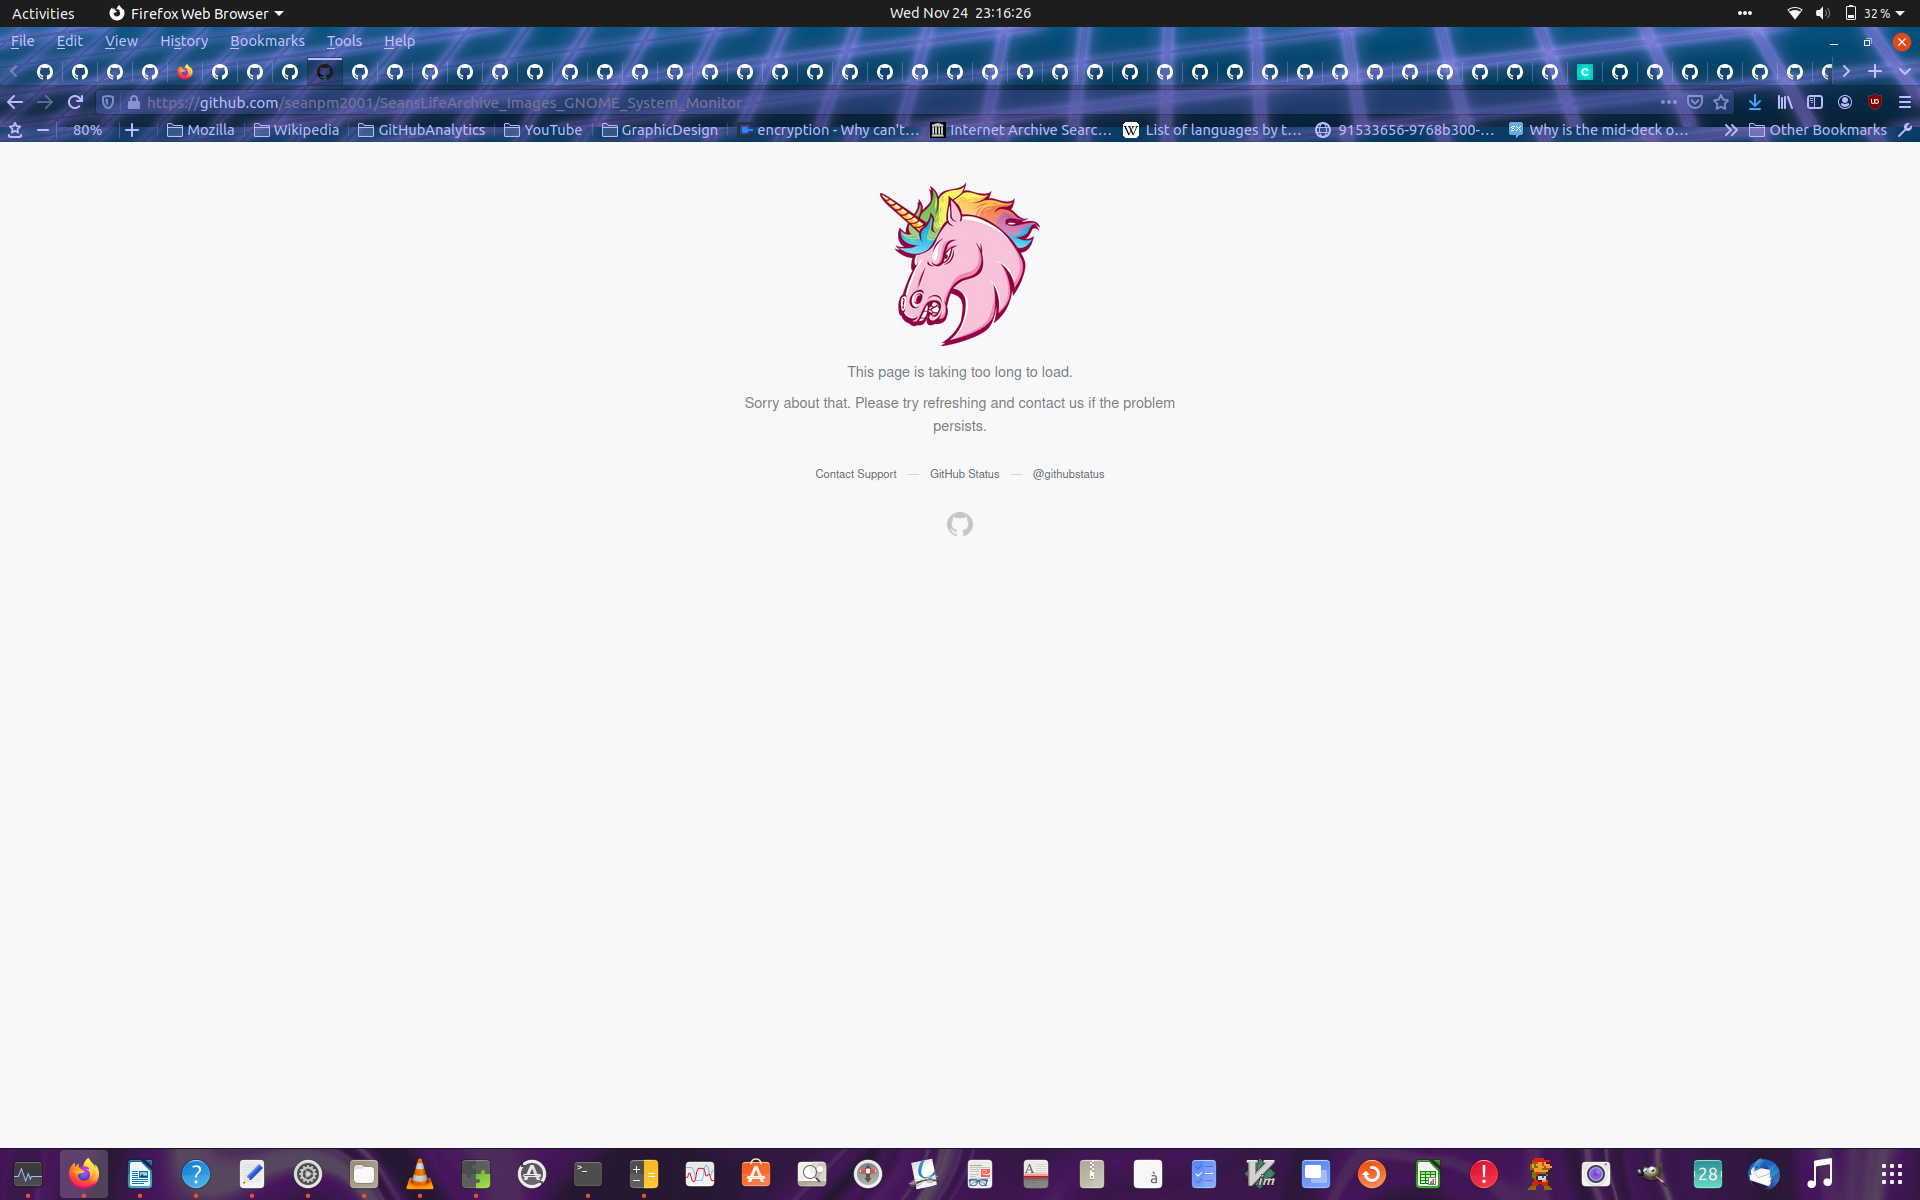 Activities Firefox Web Browser Wed Nov 24 23:16:26 32 %
File Edit View History Bookmarks Tools Help
https://github.com/seanpm2001/SeansLifeArchive_Images_GNOME_System_Monitor
80% Mozilla Wikipedia GitHubAnalytics YouTube GraphicDesign encryption - Why can't… Internet Archive Searc… W List of languages by t… 91533656-9768b300-… Why is the mid-deck o… Other Bookmarks
This page is taking too long to load.
Sorry about that. Please try refreshing and contact us if the problem
persists.
Contact Support — GitHub Status — @githubstatus
28